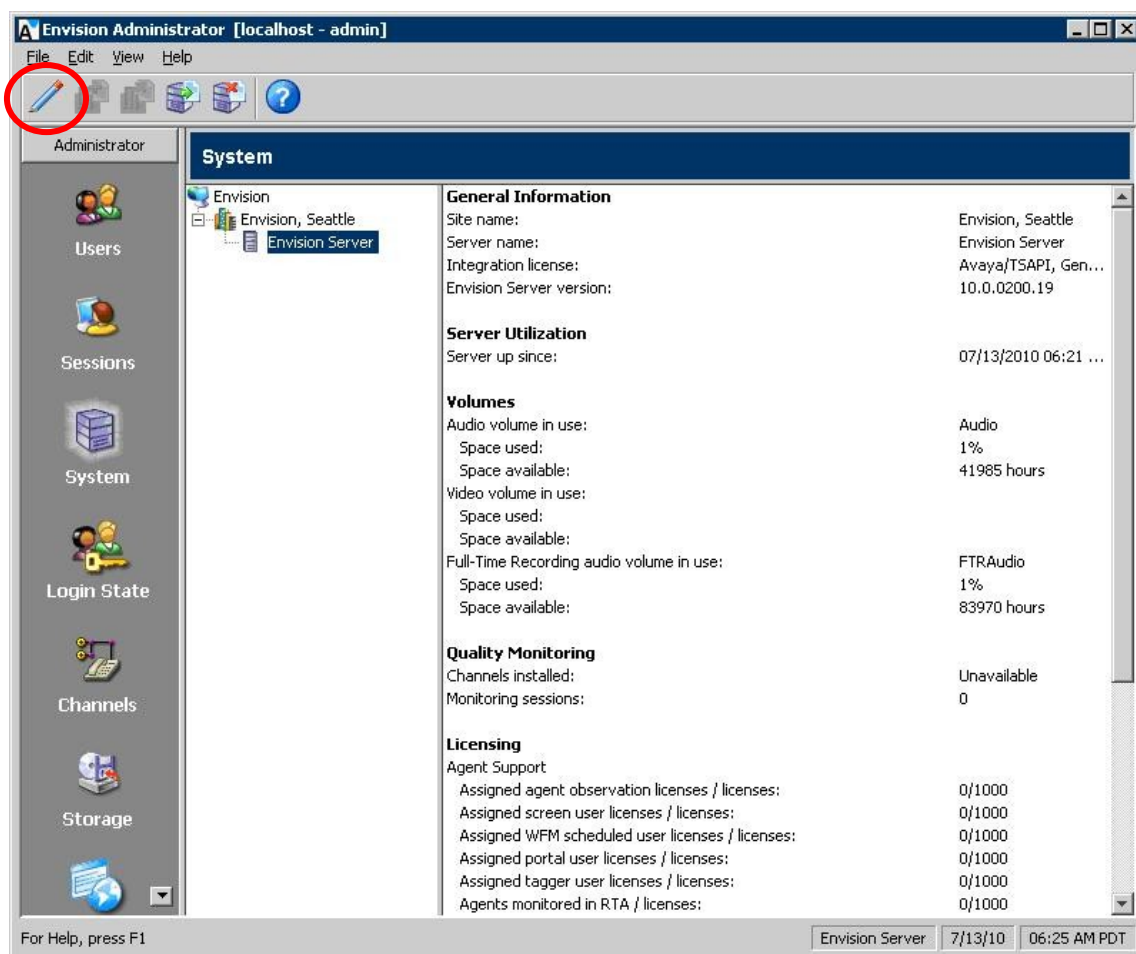 Envision Administrator [localhost - admin]
File Edit View Help
Administrator
System
Users
Sessions
System
Login State
Channels
Storage
Envision
Envision, Seattle
Envision Server
General Information
Site name: Envision, Seattle
Server name: Envision Server
Integration license: Avaya/TSAPI, Gen...
Envision Server version: 10.0.0200.19
Server Utilization
Server up since: 07/13/2010 06:21 ...
Volumes
Audio volume in use: Audio
Space used: 1%
Space available: 41985 hours
Video volume in use:
Space used:
Space available:
Full-Time Recording audio volume in use: FTRAudio
Space used: 1%
Space available: 83970 hours
Quality Monitoring
Channels installed: Unavailable
Monitoring sessions: 0
Licensing
Agent Support
Assigned agent observation licenses / licenses: 0/1000
Assigned screen user licenses / licenses: 0/1000
Assigned WFM scheduled user licenses / licenses: 0/1000
Assigned portal user licenses / licenses: 0/1000
Assigned tagger user licenses / licenses: 0/1000
Agents monitored in RTA / licenses: 0/1000
For Help, press F1
Envision Server 7/13/10 06:25 AM PDT